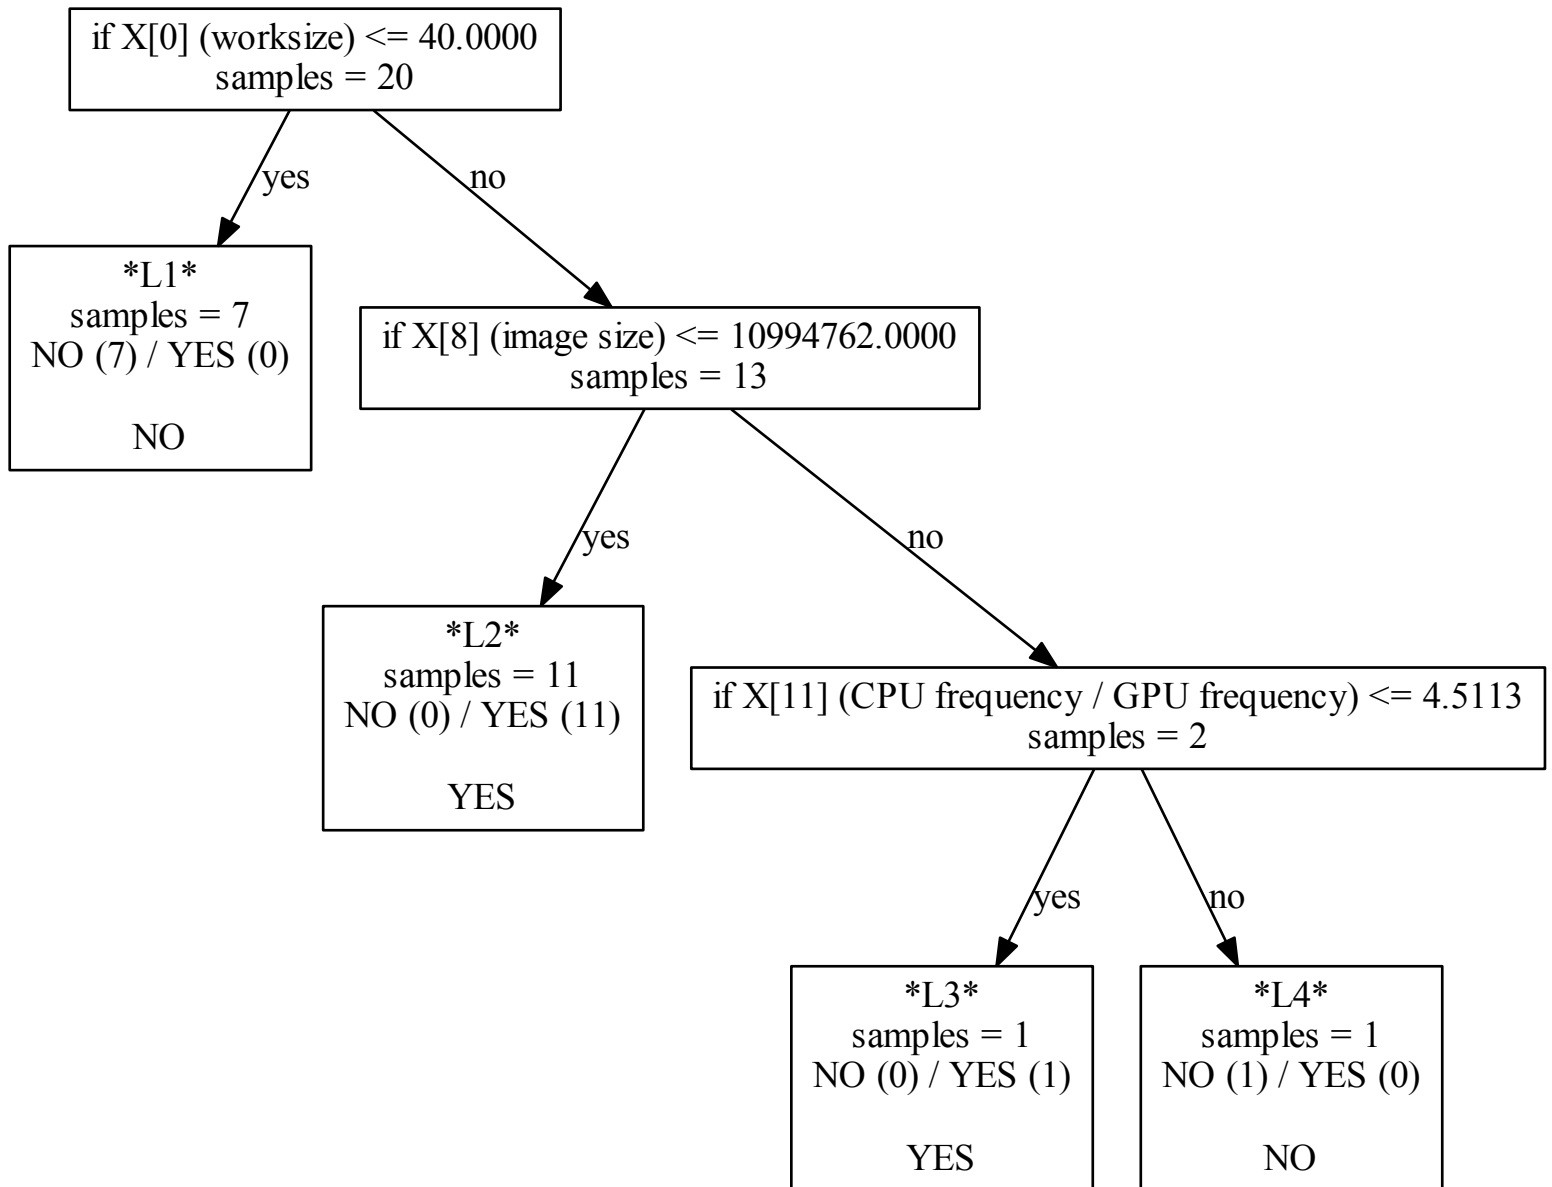 if X[0] (worksize) <= 40.0000
samples = 20
yes
no
*L1*
samples = 7
NO (7) / YES (0)
NO
if X[8] (image size) <= 10994762.0000
samples = 13
yes
no
*L2*
samples = 11
NO (0) / YES (11)
YES
if X[11] (CPU frequency / GPU frequency) <= 4.5113
samples = 2
yes
no
*L3*
samples = 1
NO (0) / YES (1)
YES
*L4*
samples = 1
NO (1) / YES (0)
NO